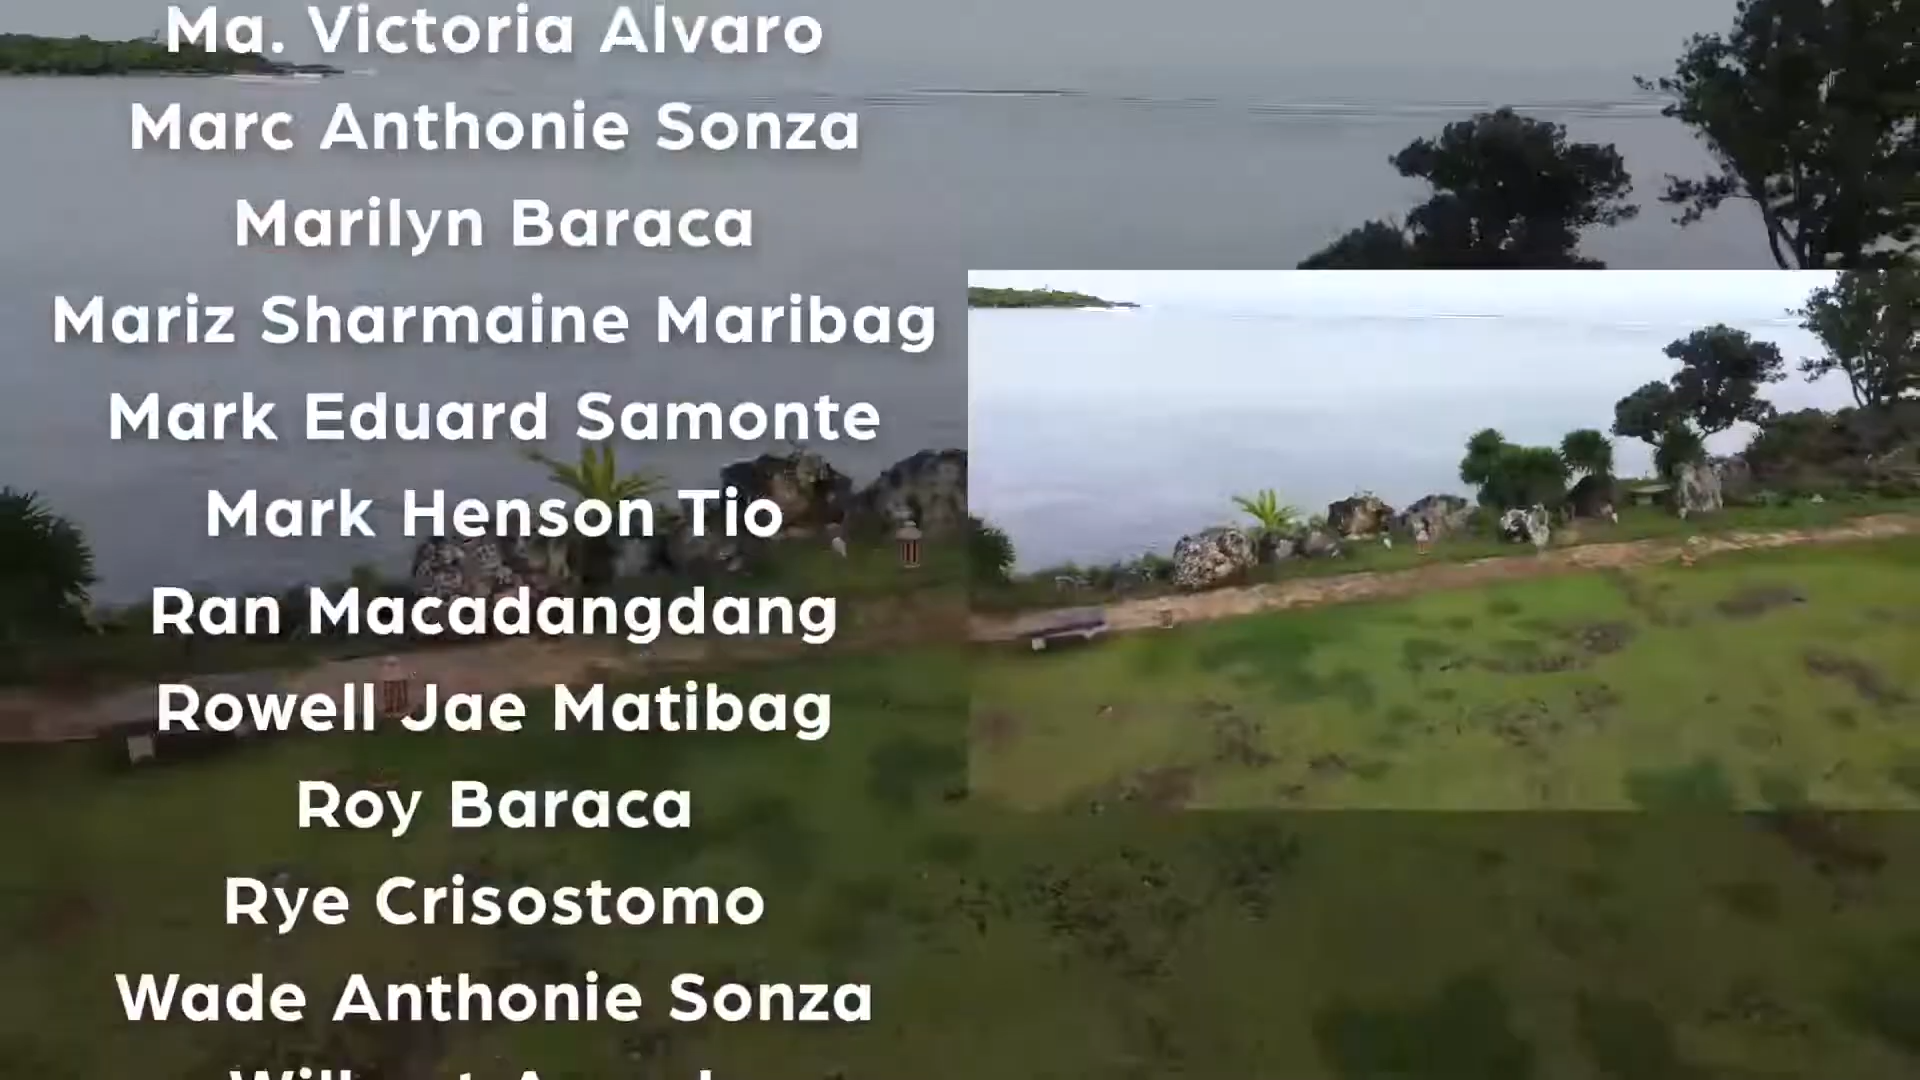 Ma. Victoria Alvaro
Marc Anthonie Sonza
Marilyn Baraca
Mariz Sharmaine Maribag
Mark Eduard Samonte
Mark Henson Tio
Ran Macadangdang
Rowell Jae Matibag
Roy Baraca
Rye Crisostomo
Wade Anthonie Sonza